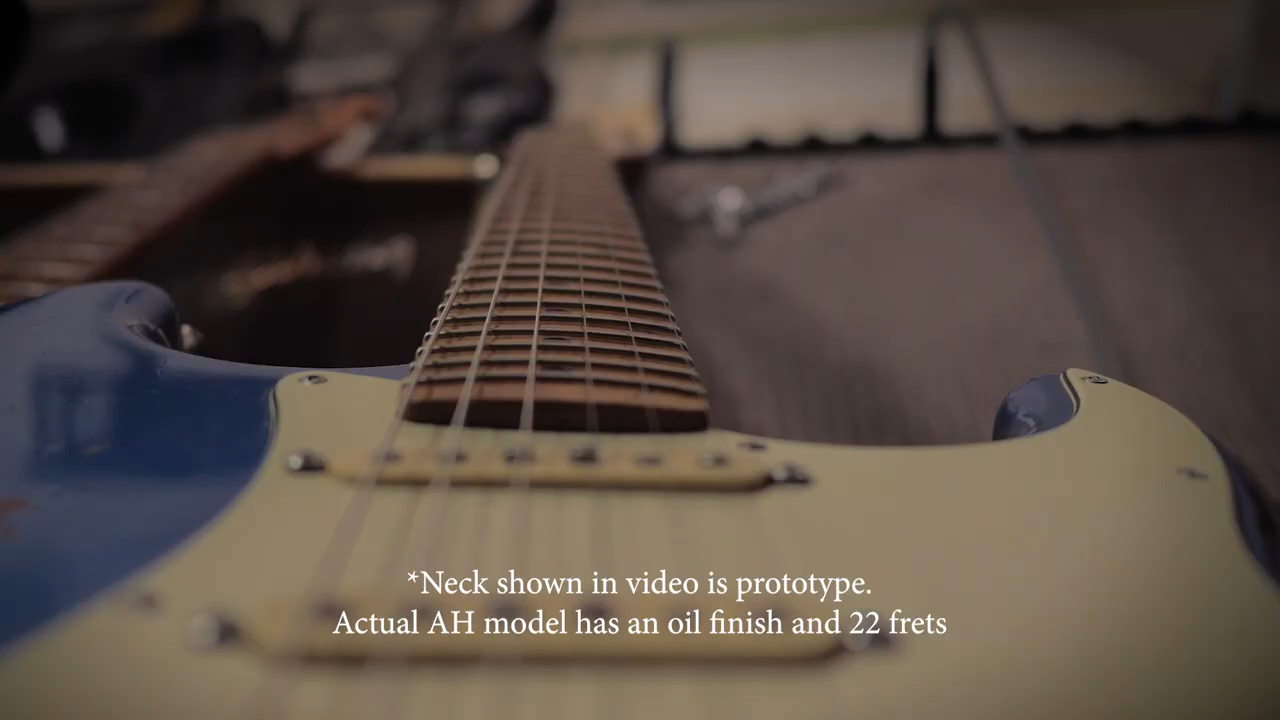 *Neck shown in video is prototype.
Actual AH model has an oil finish and 22 frets